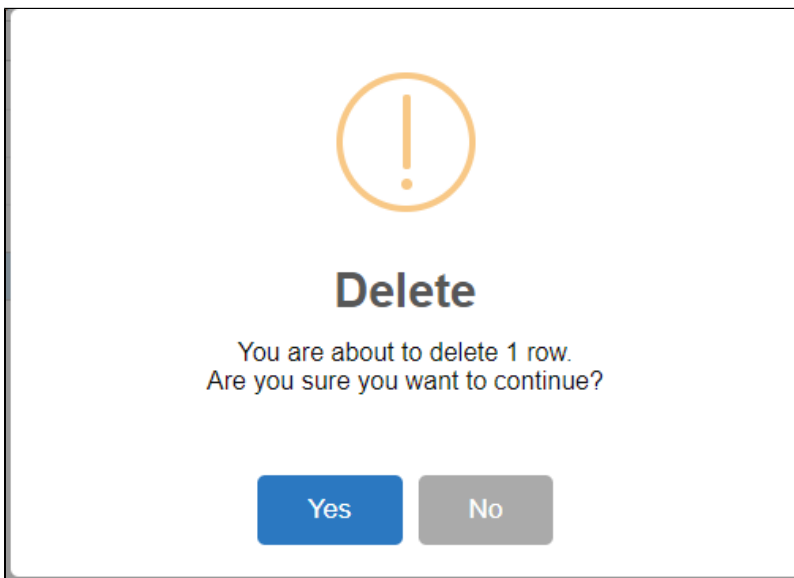 Delete
You are about to delete 1 row.
Are you sure you want to continue?
Yes
No